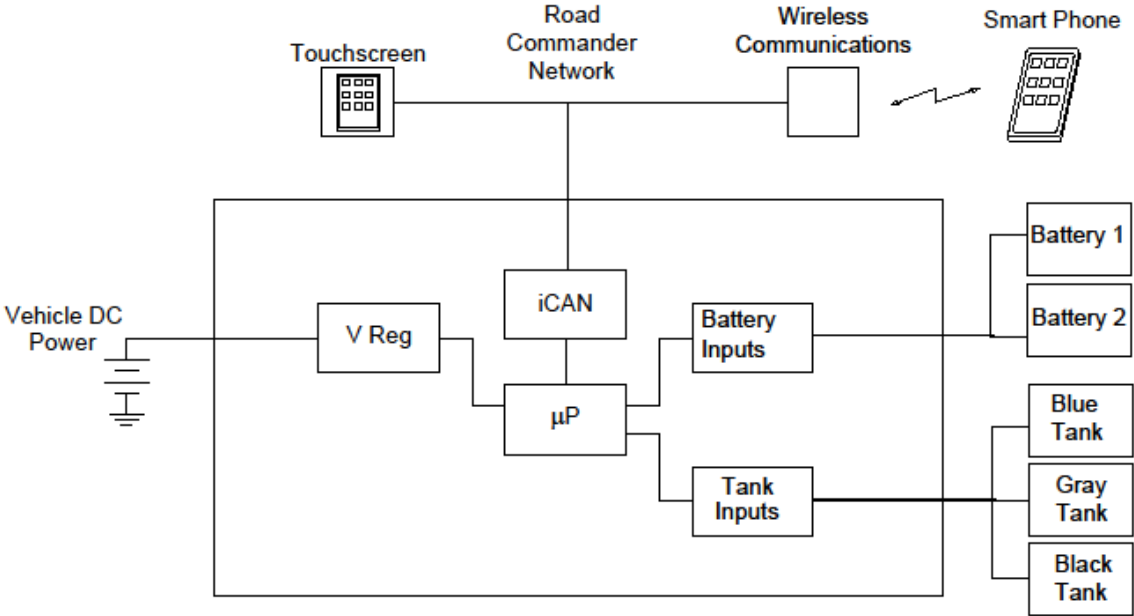 Road
Commander
Network
Wireless
Communications
Smart Phone
Touchscreen
Battery 1
iCAN
Vehicle DC
Power
V Reg
Battery
Inputs
Battery 2
μP
Blue
Tank
Tank
Inputs
Gray
Tank
Black
Tank